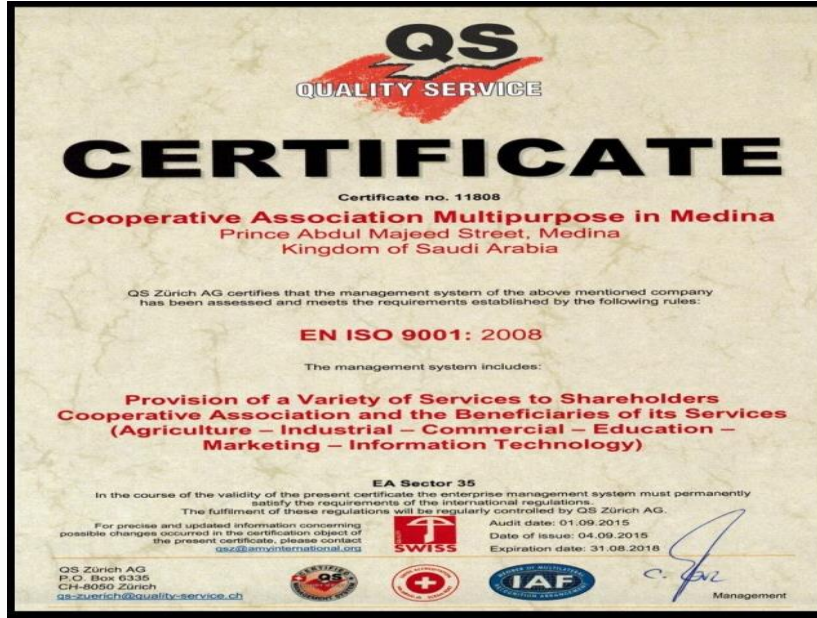 QS
QUALITY SERVICE
CERTIFICATE
Certificate no. 11808
Cooperative Association Multipurpose in Medina
Prince Abdul Majeed Street, Medina
Kingdom of Saudi Arabia
QS Zürich AG certifies that the management system of the above mentioned company
has been assessed and meets the requirements established by the following rules:
EN ISO 9001: 2008
The management system includes:
Provision of a Variety of Services to Shareholders
Cooperative Association and the Beneficiaries of its Services
(Agriculture – Industrial – Commercial – Education –
Marketing – Information Technology)
EA Sector 35
In the course of the validity of the present certificate the enterprise management system must permanently
satisfy the requirements of the international regulations.
The fulfilment of these regulations will be regularly controlled by QS Zürich AG.
For precise and updated information concerning
possible changes occurred in the certification object of
the present certificate, please contact
qsz@amyinternational.org
SWISS
Audit date: 01.09.2015
Date of issue: 04.09.2015
Expiration date: 31.08.2018
QS Zürich AG
P.O. Box 6335
CH-8050 Zürich
qs-zuerich@quality-service.ch
CERTIFIED
QS
MANAGEMENT SYSTEM
IAF
Management